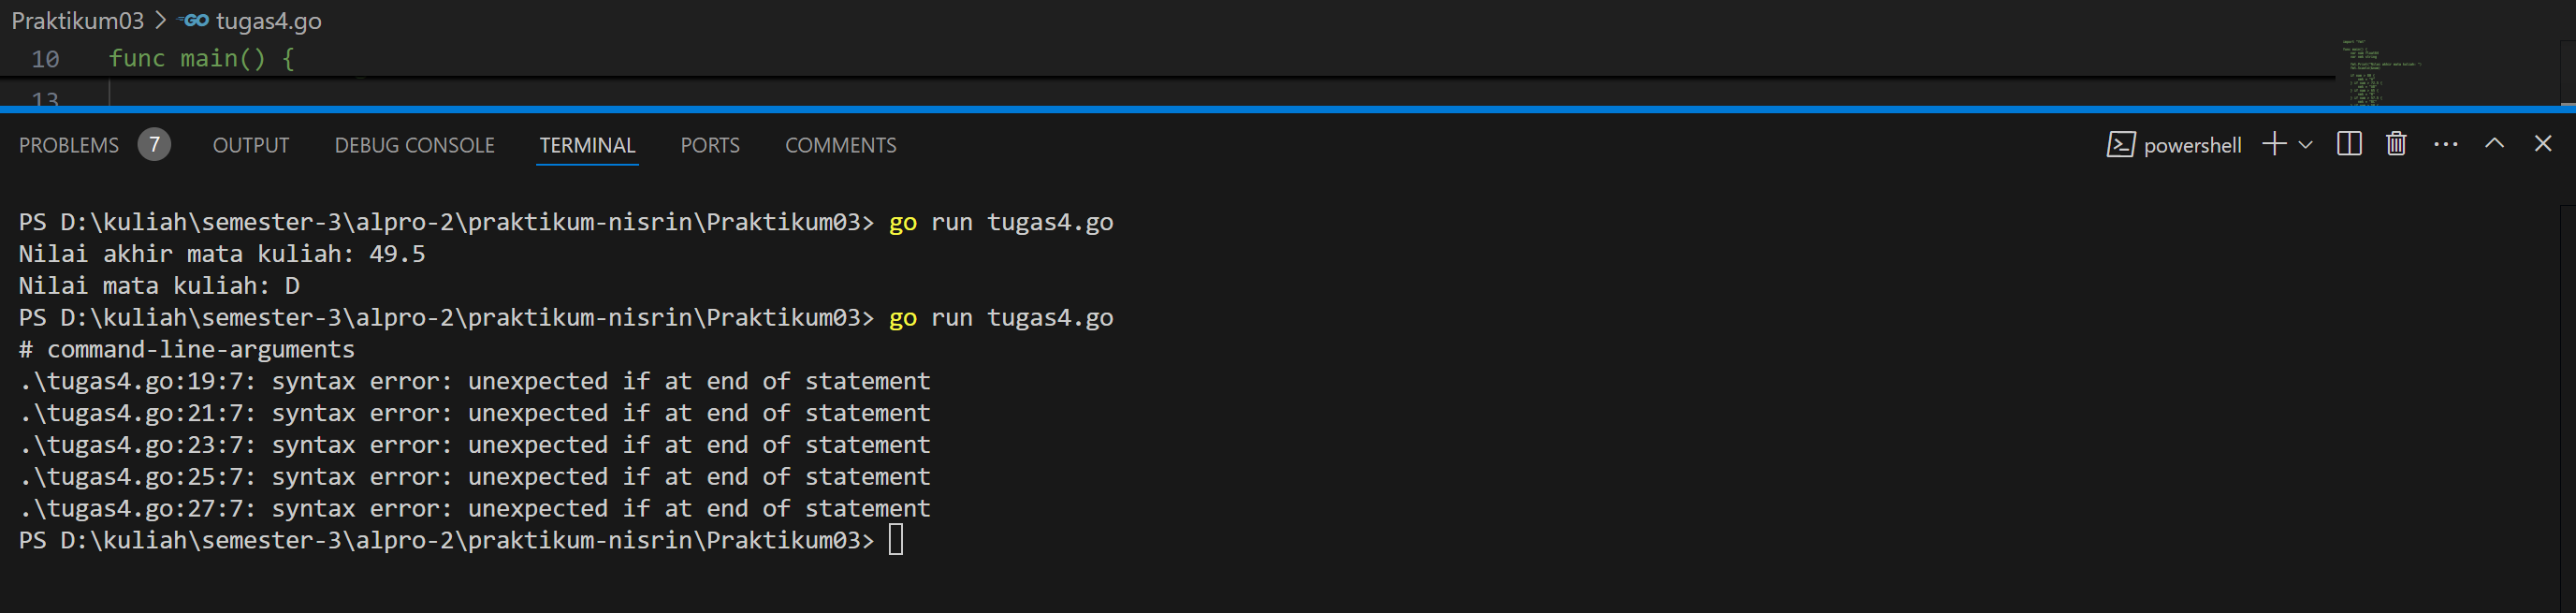 Praktikum03 > GO tugas4.go
10 func main() {
13
PROBLEMS 7 OUTPUT DEBUG CONSOLE TERMINAL PORTS COMMENTS powershell
PS D:\kuliah\semester-3\alpro-2\praktikum-nisrin\Praktikum03> go run tugas4.go
Nilai akhir mata kuliah: 49.5
Nilai mata kuliah: D
PS D:\kuliah\semester-3\alpro-2\praktikum-nisrin\Praktikum03> go run tugas4.go
# command-line-arguments
.\tugas4.go:19:7: syntax error: unexpected if at end of statement
.\tugas4.go:21:7: syntax error: unexpected if at end of statement
.\tugas4.go:23:7: syntax error: unexpected if at end of statement
.\tugas4.go:25:7: syntax error: unexpected if at end of statement
.\tugas4.go:27:7: syntax error: unexpected if at end of statement
PS D:\kuliah\semester-3\alpro-2\praktikum-nisrin\Praktikum03>